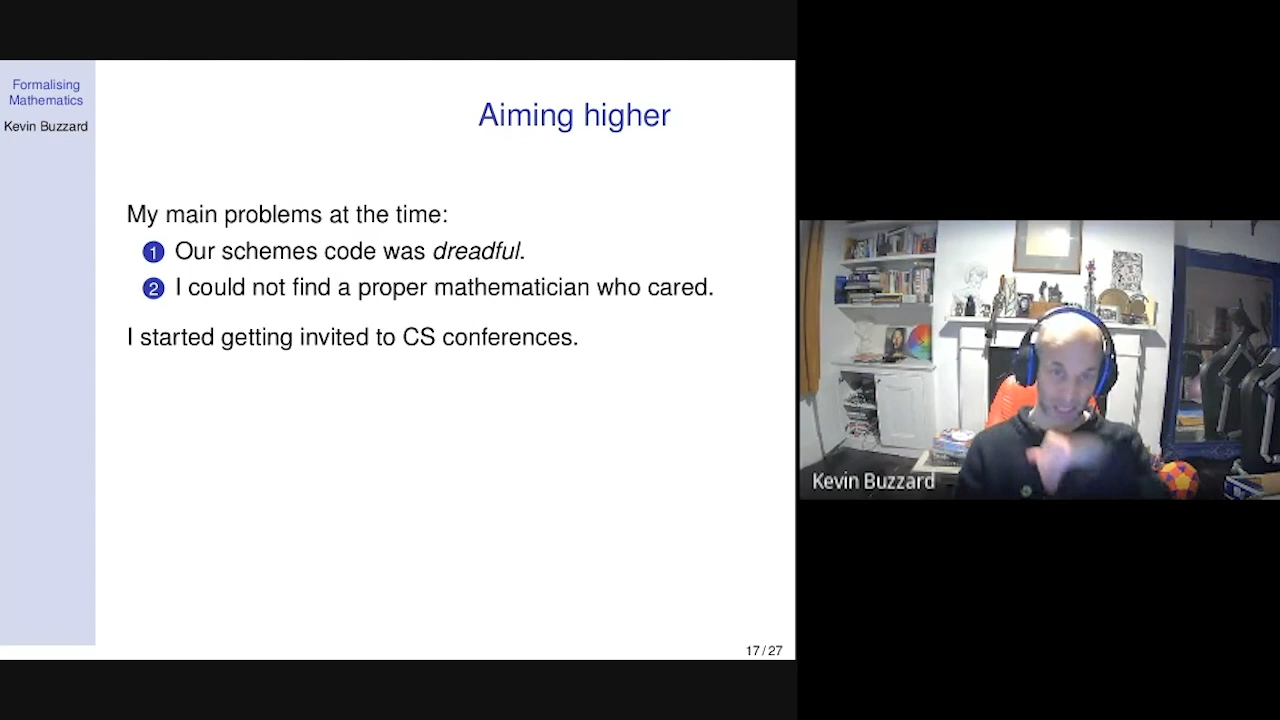 Formalising
Mathematics
Kevin Buzzard
Aiming higher
My main problems at the time:
1 Our schemes code was dreadful.
2 I could not find a proper mathematician who cared.
I started getting invited to CS conferences.
17 / 27
Kevin Buzzard